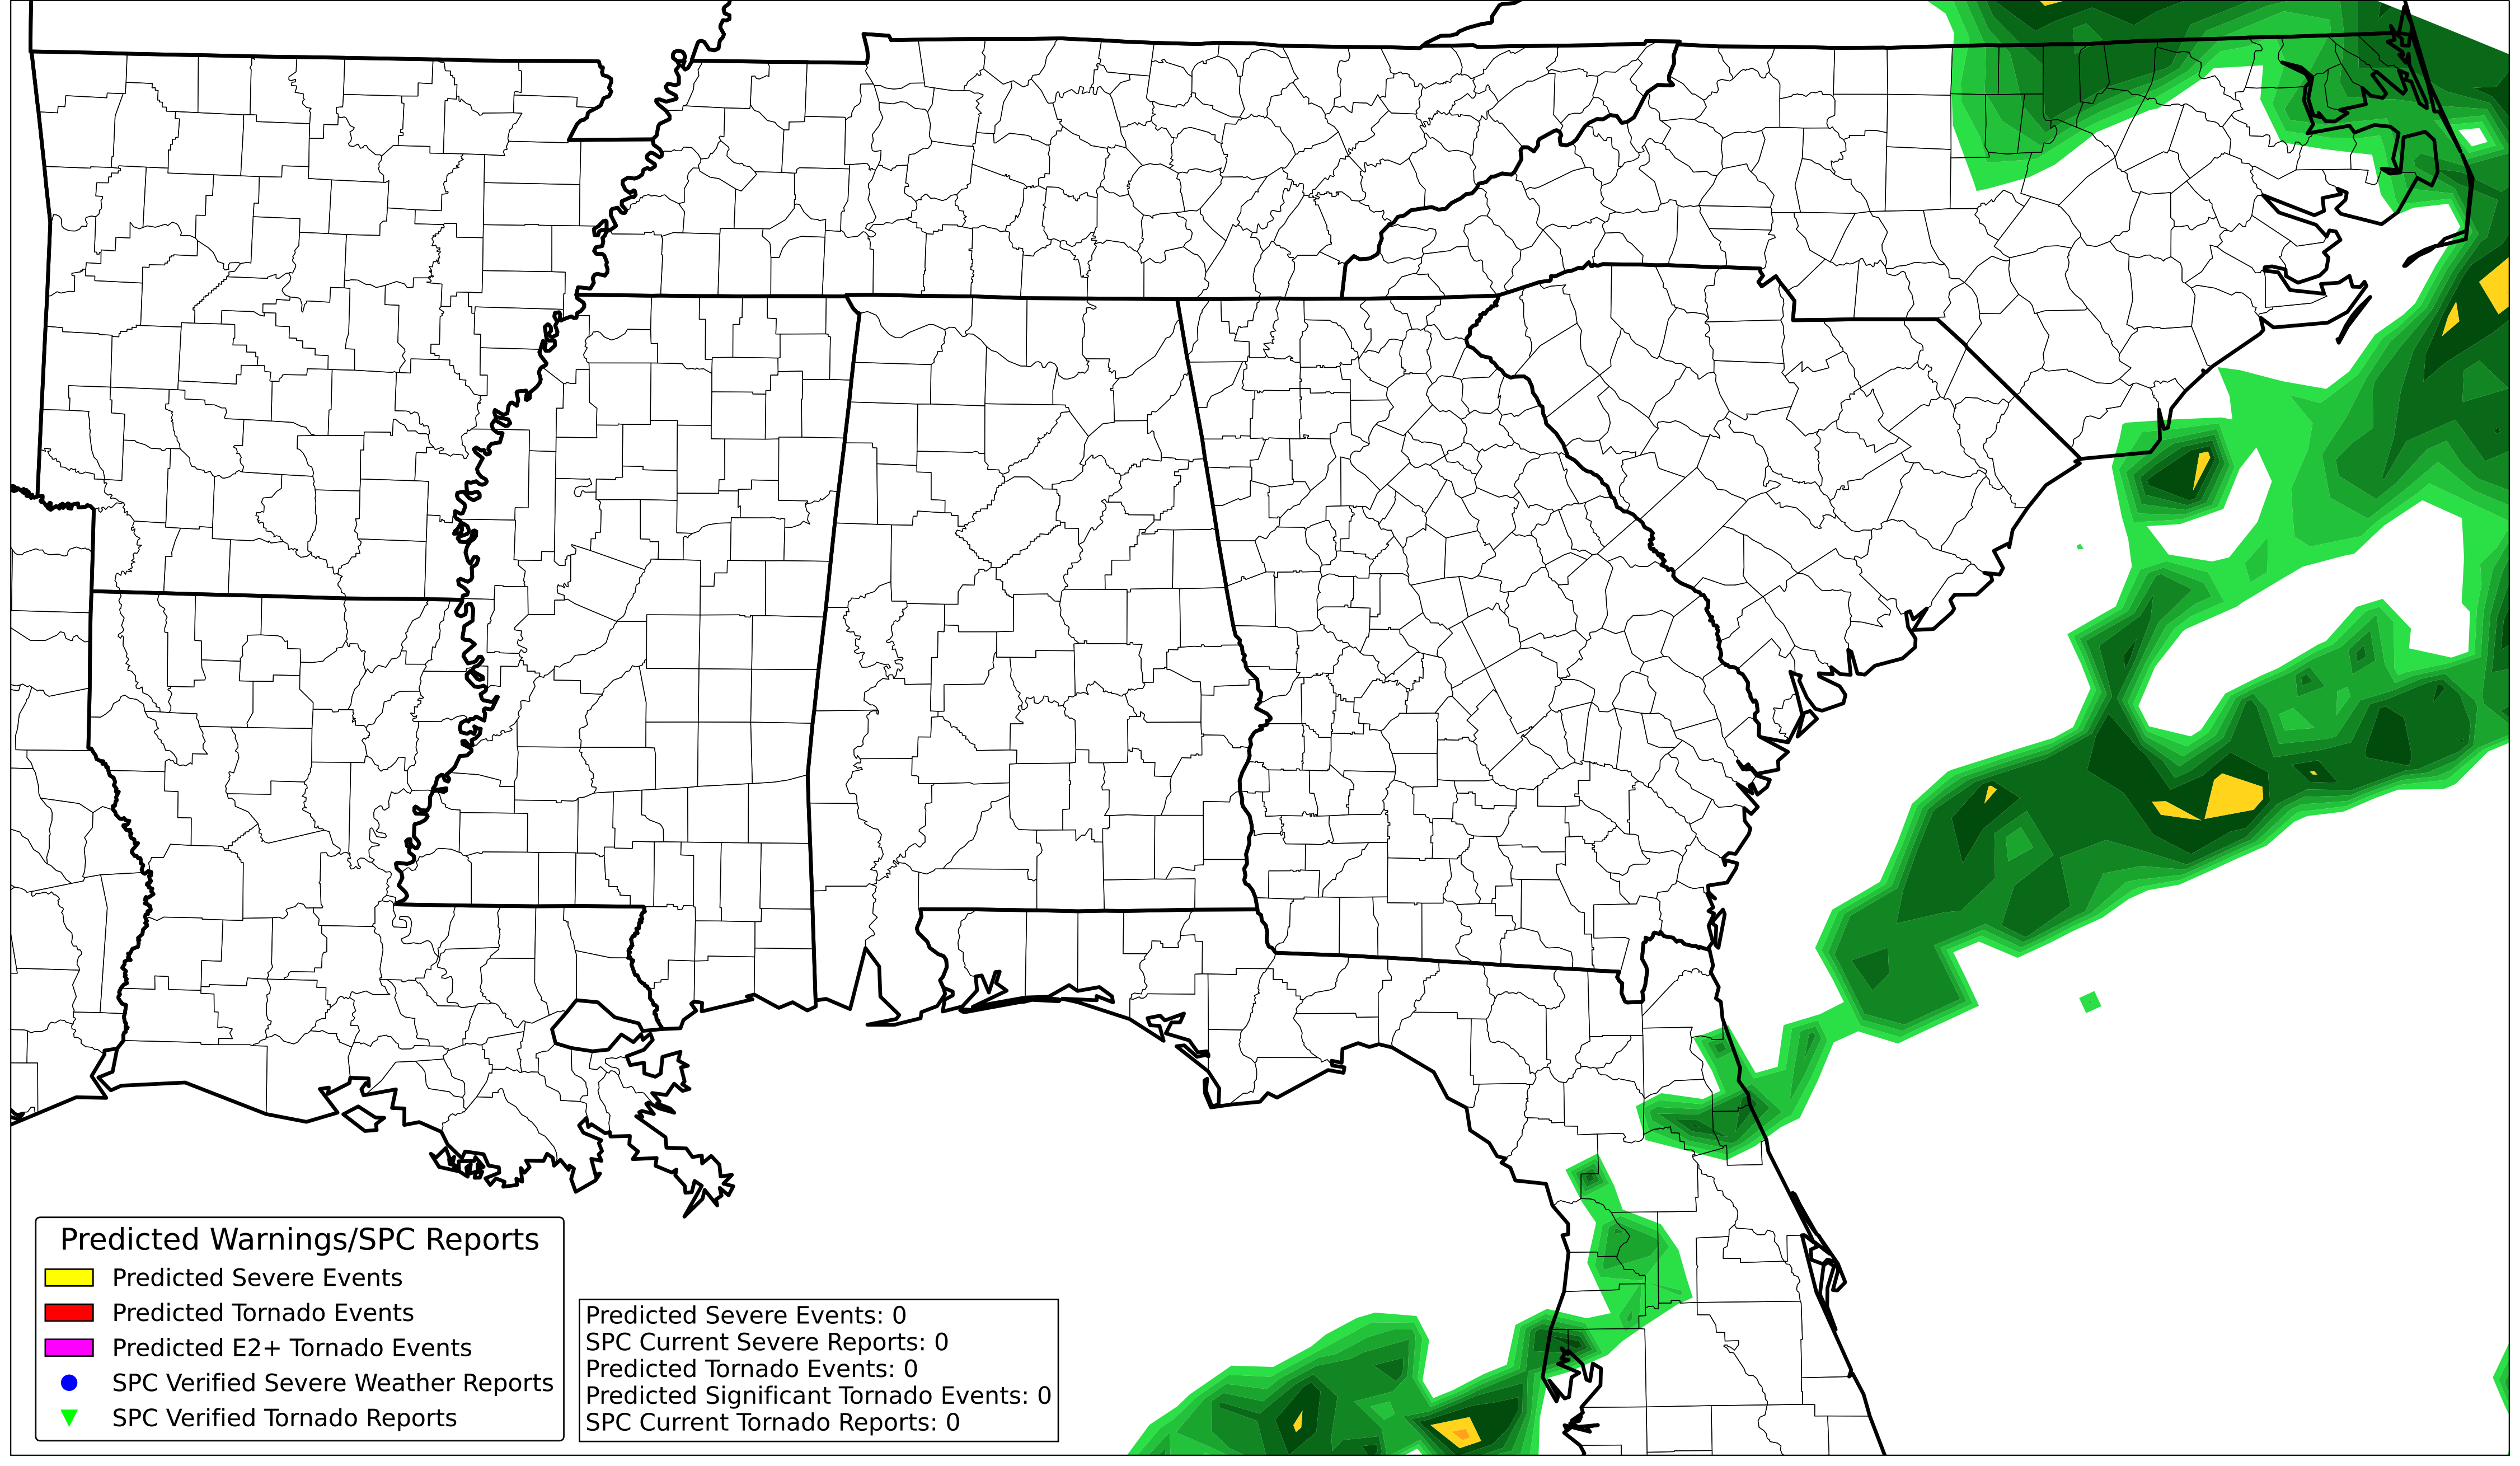 Predicted Warnings/SPC Reports
Predicted Severe Events
Predicted Tornado Events
Predicted E2+ Tornado Events
SPC Verified Severe Weather Reports
SPC Verified Tornado Reports
Predicted Severe Events: 0
SPC Current Severe Reports: 0
Predicted Tornado Events: 0
Predicted Significant Tornado Events: 0
SPC Current Tornado Reports: 0